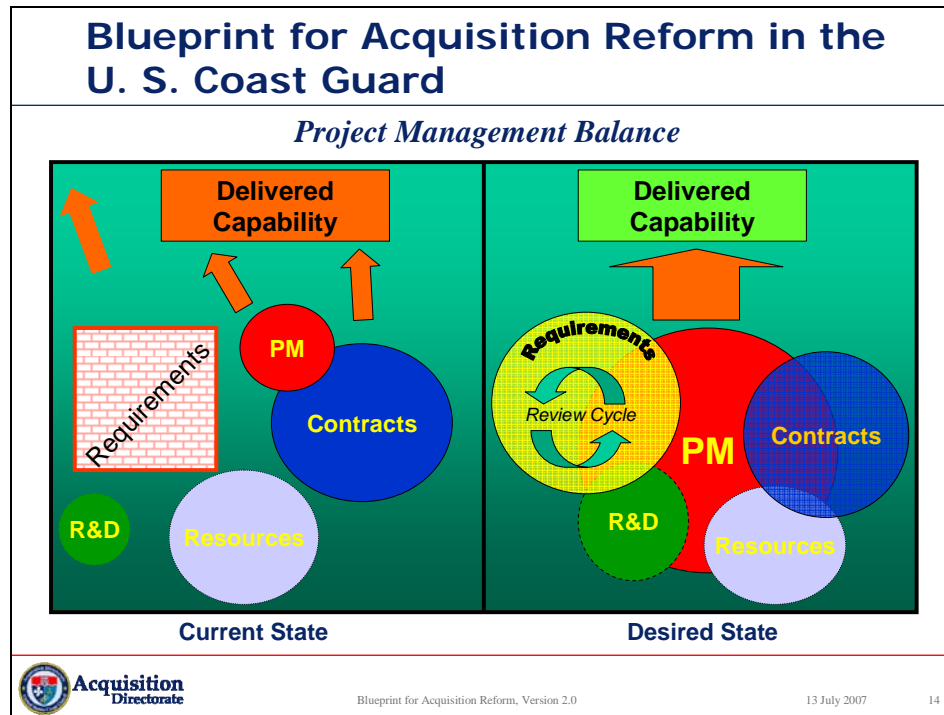 Blueprint for Acquisition Reform in the
U. S. Coast Guard
Project Management Balance
Delivered
Capability
PM
Requirements
Contracts
R&D
Resources
Current State
Delivered
Capability
Requirements
Review Cycle
PM
Contracts
R&D
Resources
Desired State
Acquisition
Directorate
Blueprint for Acquisition Reform, Version 2.0
13 July 2007
14